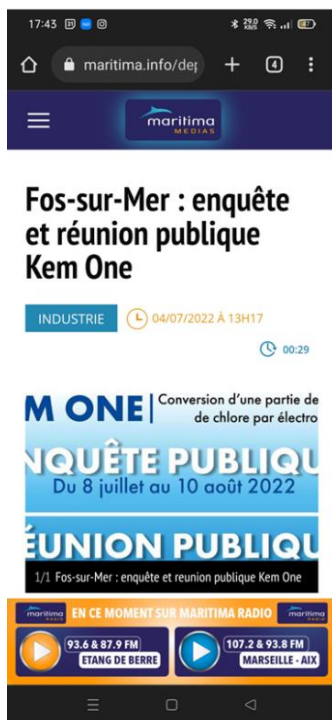 17:43
29,0
KB/S
maritima.info/dep
4
maritima
MEDIAS
Fos-sur-Mer : enquête
et réunion publique
Kem One
INDUSTRIE
04/07/2022 À 13H17
00:29
M ONE
Conversion d'une partie de
de chlore par électro
NQUÊTE PUBLIQU
Du 8 juillet au 10 août 2022
ÉUNION PUBLIQU
1/1 Fos-sur-Mer : enquête et reunion publique Kem One
maritima
RADIO
EN CE MOMENT SUR MARITIMA RADIO
maritima
RADIO
93.6 & 87.9 FM
ETANG DE BERRE
107.2 & 93.8 FM
MARSEILLE - AIX